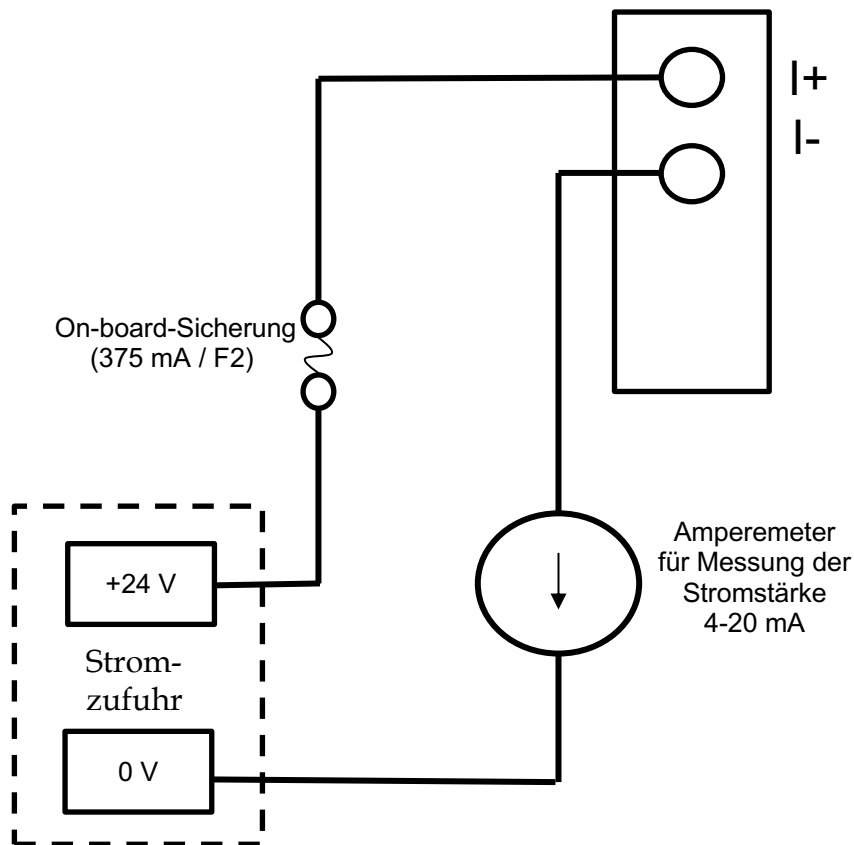 I+
I-
On-board-Sicherung
(375 mA / F2)
+24 V
Strom-
zufuhr
0 V
Amperemeter
für Messung der
Stromstärke
4-20 mA